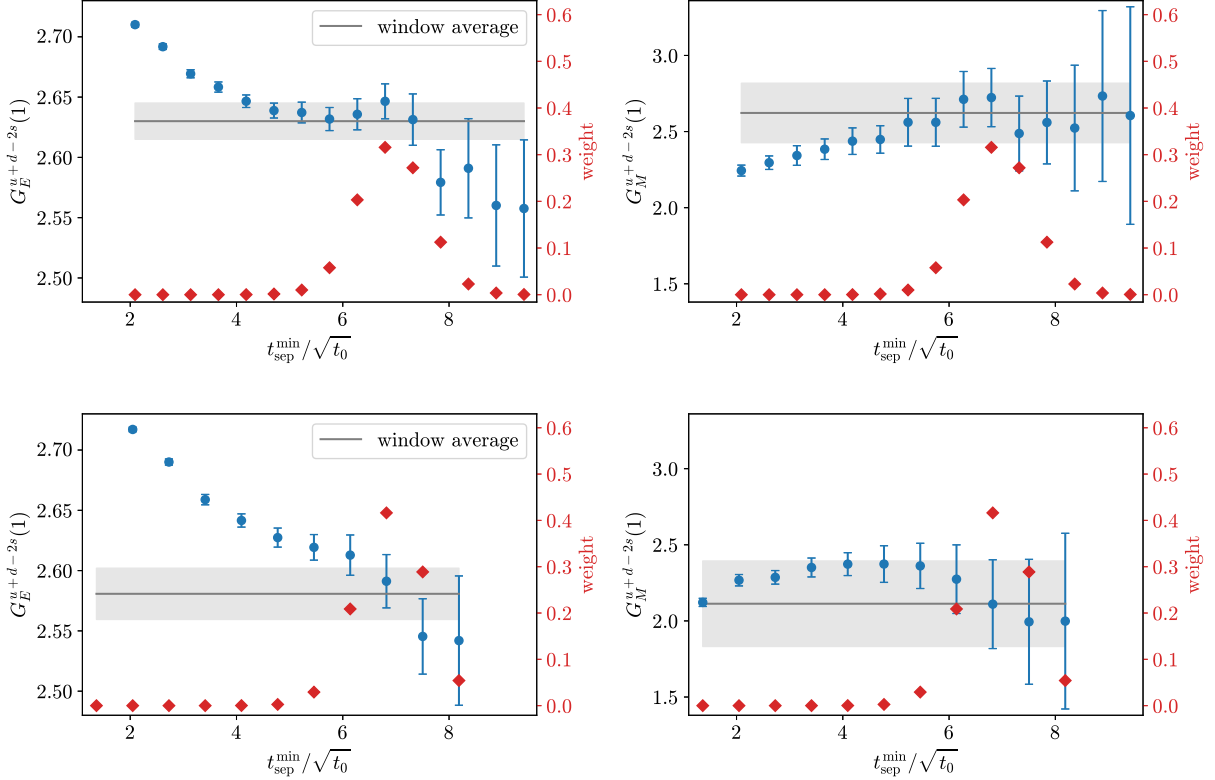 window average
2.70
2.65
2.60
2.55
2.50
G_E^{u+d-2s}(1)
2 4 6 8
t_sep^min/√t_0
0.6
0.5
0.4
0.3
0.2
0.1
0.0
weight
3.0
2.5
2.0
1.5
G_M^{u+d-2s}(1)
2 4 6 8
t_sep^min/√t_0
0.6
0.5
0.4
0.3
0.2
0.1
0.0
weight
window average
2.70
2.65
2.60
2.55
2.50
G_E^{u+d-2s}(1)
2 4 6 8
t_sep^min/√t_0
0.6
0.5
0.4
0.3
0.2
0.1
0.0
weight
3.0
2.5
2.0
1.5
G_M^{u+d-2s}(1)
2 4 6 8
t_sep^min/√t_0
0.6
0.5
0.4
0.3
0.2
0.1
0.0
weight